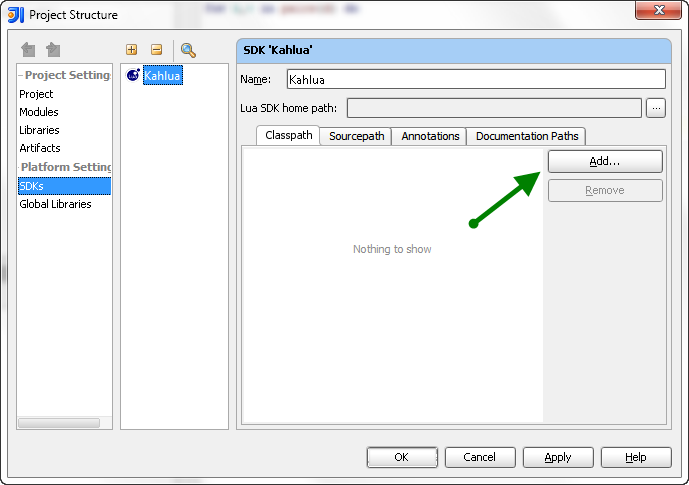 Project Structure
Project Setting
Project
Modules
Libraries
Artifacts
Platform Setting
SDKs
Global Libraries
Kahlua
SDK 'Kahlua'
Name: Kahlua
Lua SDK home path: ...
Classpath Sourcepath Annotations Documentation Paths
Add...
Remove
Nothing to show
OK Cancel Apply Help